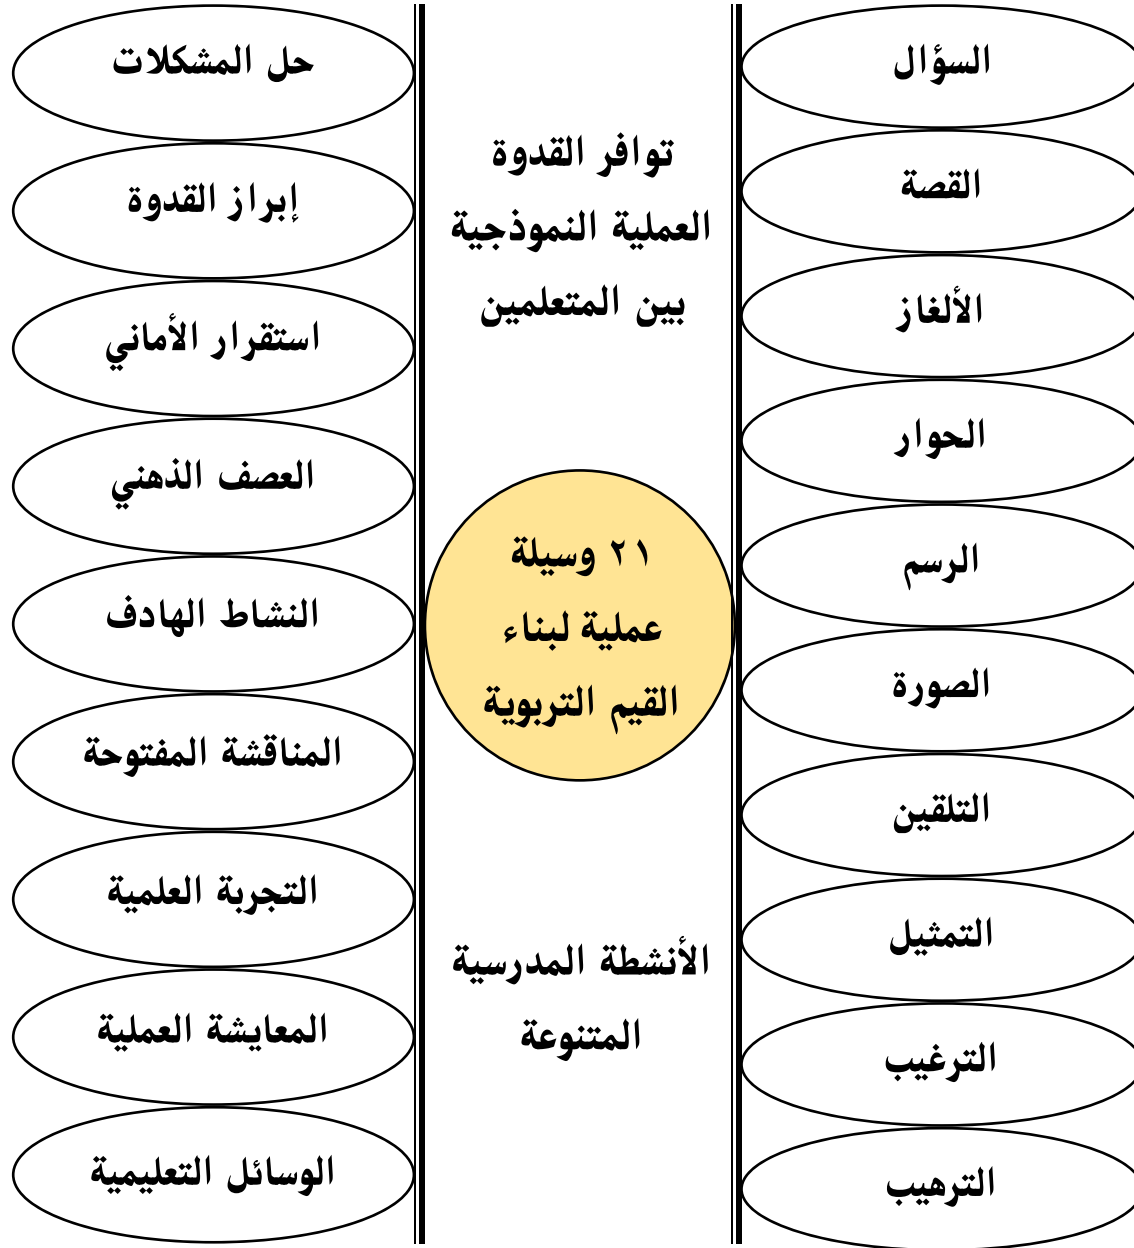 السؤال
القصة
الألغاز
الحوار
الرسم
الصورة
التلقين
التمثيل
الترغيب
الترهيب
توافر القدوة
العملية النموذجية
بين المتعلمين
٢١ وسيلة
عملية لبناء
القيم التربوية
الأنشطة المدرسية
المتنوعة
حل المشكلات
إبراز القدوة
استقرار الأماني
العصف الذهني
النشاط الهادف
المناقشة المفتوحة
التجربة العلمية
المعايشة العملية
الوسائل التعليمية